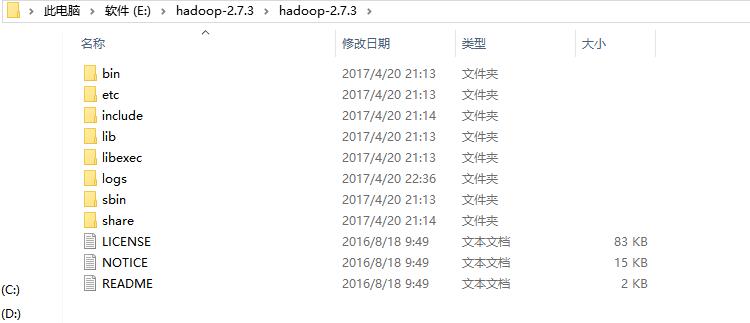 此电脑 > 软件 (E:) > hadoop-2.7.3 > hadoop-2.7.3 >
名称 修改日期 类型 大小
bin 2017/4/20 21:13 文件夹
etc 2017/4/20 21:13 文件夹
include 2017/4/20 21:14 文件夹
lib 2017/4/20 21:13 文件夹
libexec 2017/4/20 21:13 文件夹
logs 2017/4/20 22:36 文件夹
sbin 2017/4/20 21:13 文件夹
share 2017/4/20 21:14 文件夹
LICENSE 2016/8/18 9:49 文本文档 83 KB
NOTICE 2016/8/18 9:49 文本文档 15 KB
README 2016/8/18 9:49 文本文档 2 KB
(C:)
(D:)